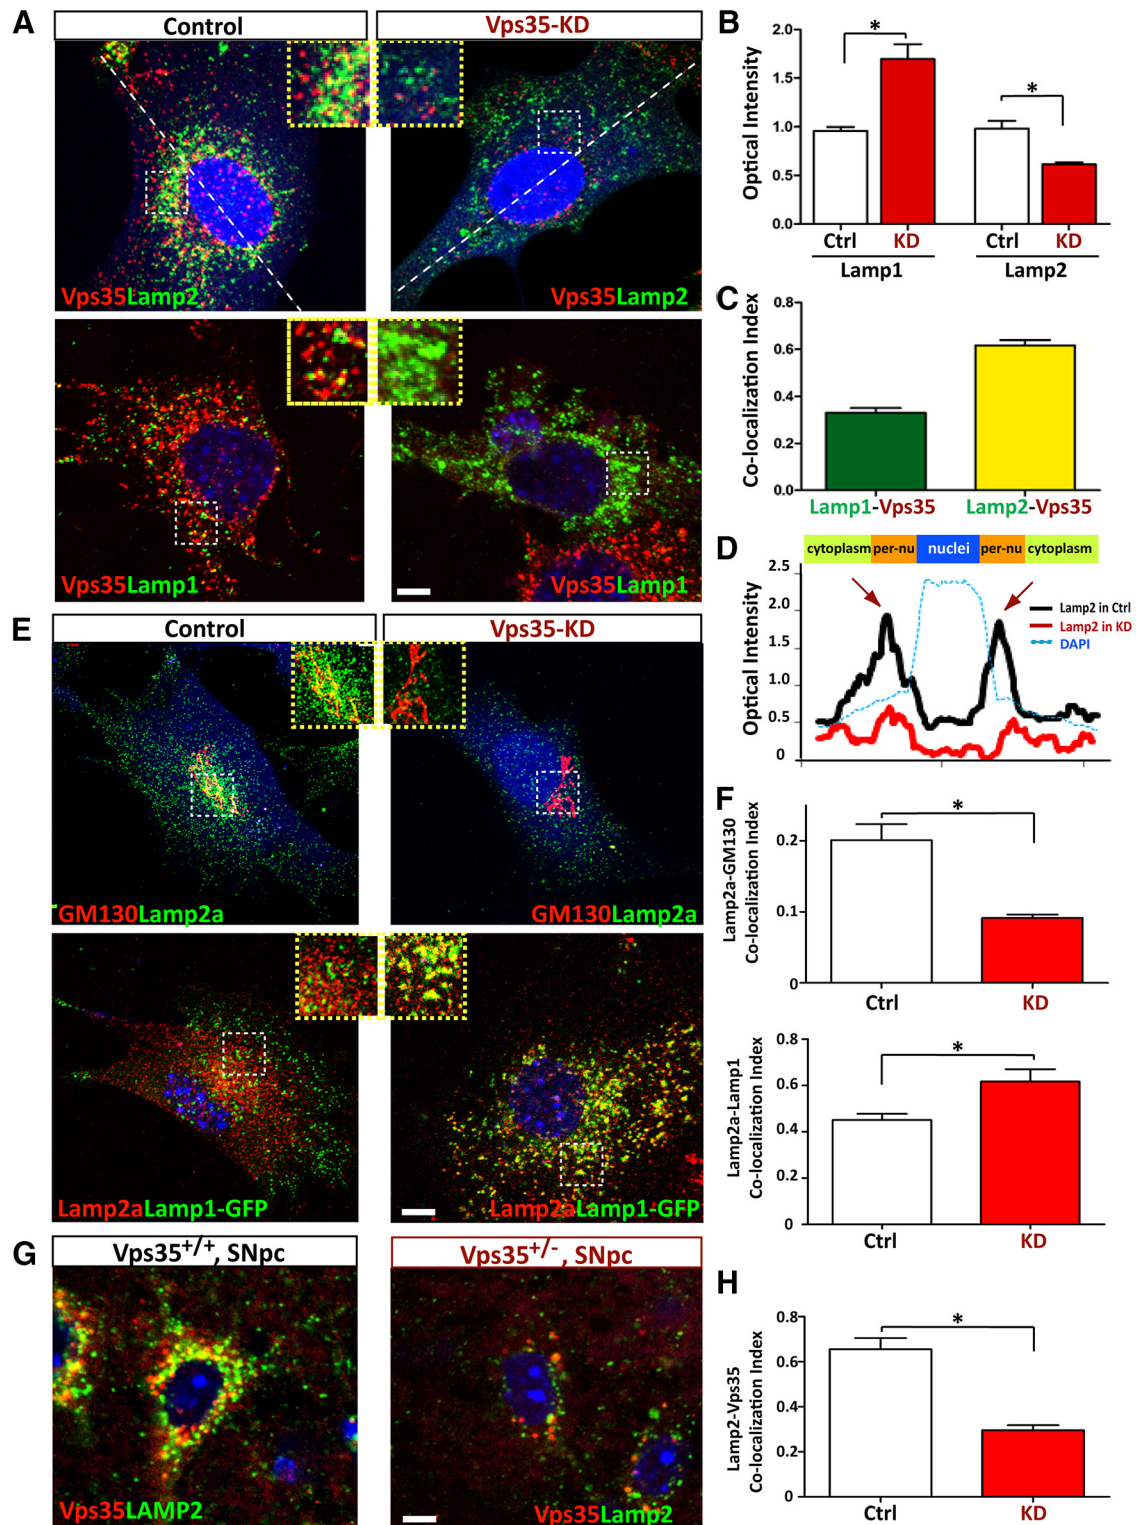 A
Control
Vps35-KD
Vps35Lamp2
Vps35Lamp2
Vps35Lamp1
Vps35Lamp1
B
Optical Intensity
2.0
1.5
1.0
0.5
0.0
*
*
Ctrl KD Ctrl KD
Lamp1 Lamp2
C
Co-localization Index
0.8
0.6
0.4
0.2
0.0
Lamp1-Vps35 Lamp2-Vps35
D
cytoplasm per-nu nuclei per-nu cytoplasm
Optical Intensity
2.5
2.0
1.5
1.0
0.5
0
Lamp2 in Ctrl
Lamp2 in KD
DAPI
E
Control
Vps35-KD
GM130Lamp2a
GM130Lamp2a
Lamp2aLamp1-GFP
Lamp2aLamp1-GFP
F
Lamp2a-GM130
Co-localization Index
0.2
0.1
0
*
Ctrl KD
Lamp2a-Lamp1
Co-localization Index
0.8
0.6
0.4
0.2
0
*
Ctrl KD
G
Vps35+/+, SNpc
Vps35+/-, SNpc
Vps35LAMP2
Vps35Lamp2
H
Lamp2-Vps35
Co-localization Index
0.8
0.6
0.4
0.2
0
*
Ctrl KD